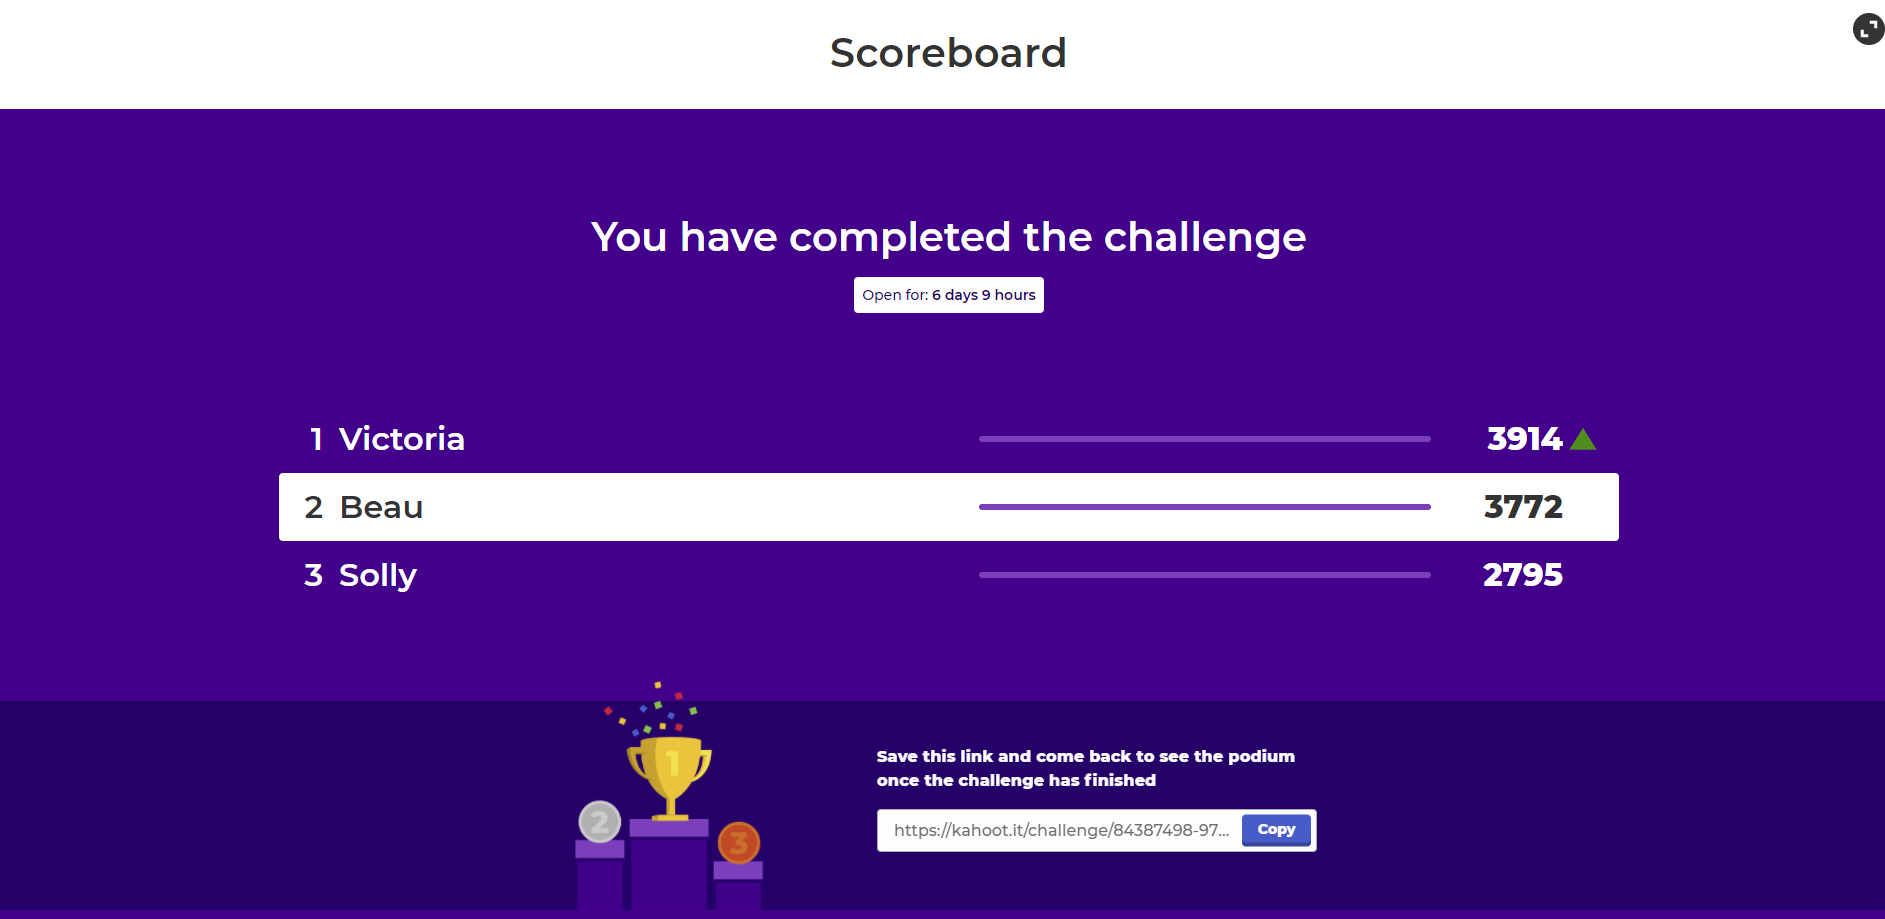 Scoreboard
You have completed the challenge
Open for: 6 days 9 hours
1 Victoria 3914
2 Beau 3772
3 Solly 2795
1
2
3
Save this link and come back to see the podium
once the challenge has finished
https://kahoot.it/challenge/84387498-97... Copy